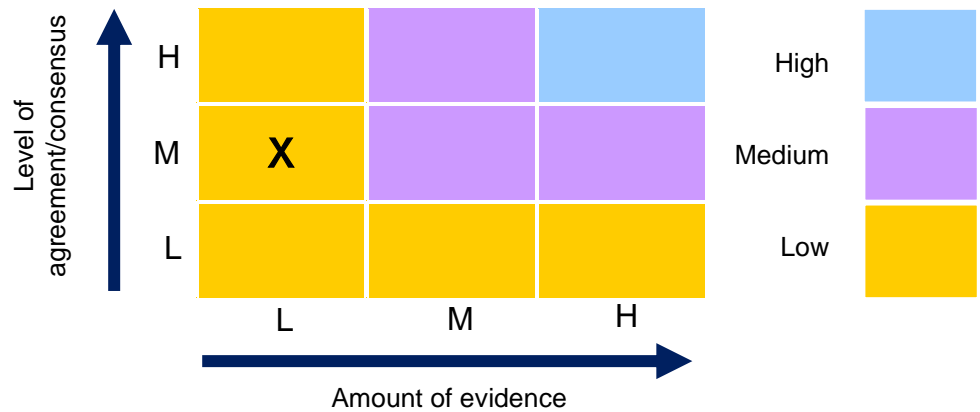 Level of
agreement/consensus
H
M
L
X
L
M
H
Amount of evidence
High
Medium
Low